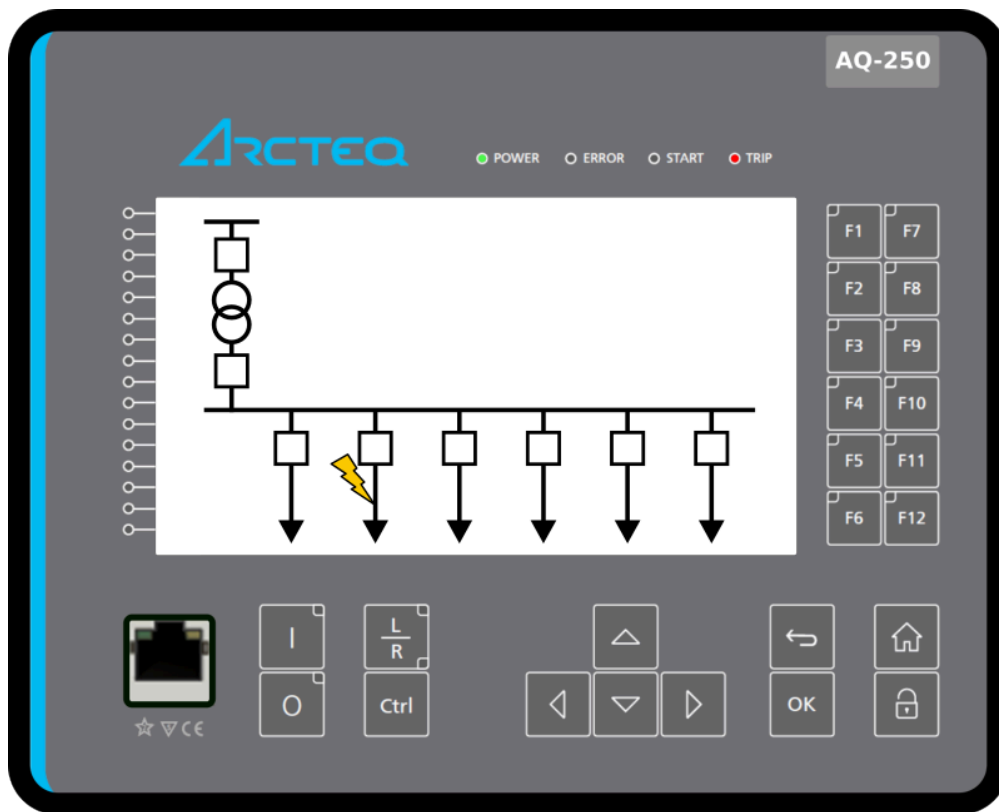 AQ-250
ARCTEQ
POWER ERROR START TRIP
F1 F7
F2 F8
F3 F9
F4 F10
F5 F11
F6 F12
I
L
R
O
Ctrl
OK
CE